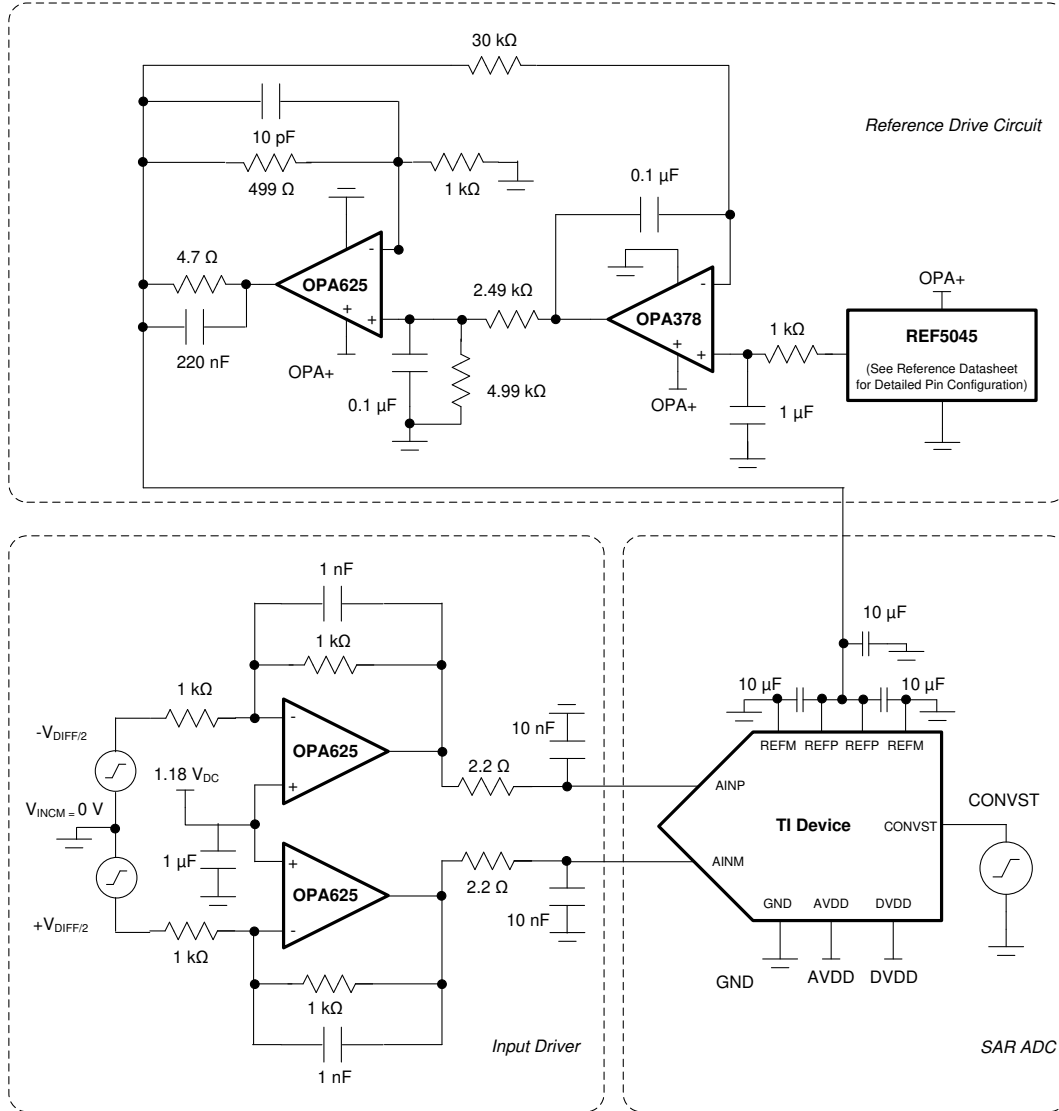 30 kΩ
Reference Drive Circuit
10 pF
499 Ω
1 kΩ
0.1 µF
4.7 Ω
-
OPA625
+
+
220 nF
OPA+
2.49 kΩ
0.1 µF
4.99 kΩ
-
OPA378
+
+
OPA+
1 kΩ
1 µF
OPA+
REF5045
(See Reference Datasheet
for Detailed Pin Configuration)
1 nF
1 kΩ
1 kΩ
-
OPA625
+
-VDIFF/2
1.18 VDC
VINCM = 0 V
1 µF
+
OPA625
-
+VDIFF/2
1 kΩ
1 kΩ
1 nF
10 nF
2.2 Ω
2.2 Ω
10 nF
Input Driver
10 µF
10 µF
10 µF
REFM
REFP
REFP
REFM
AINP
TI Device
CONVST
CONVST
AINM
GND
AVDD
DVDD
GND
AVDD
DVDD
SAR ADC